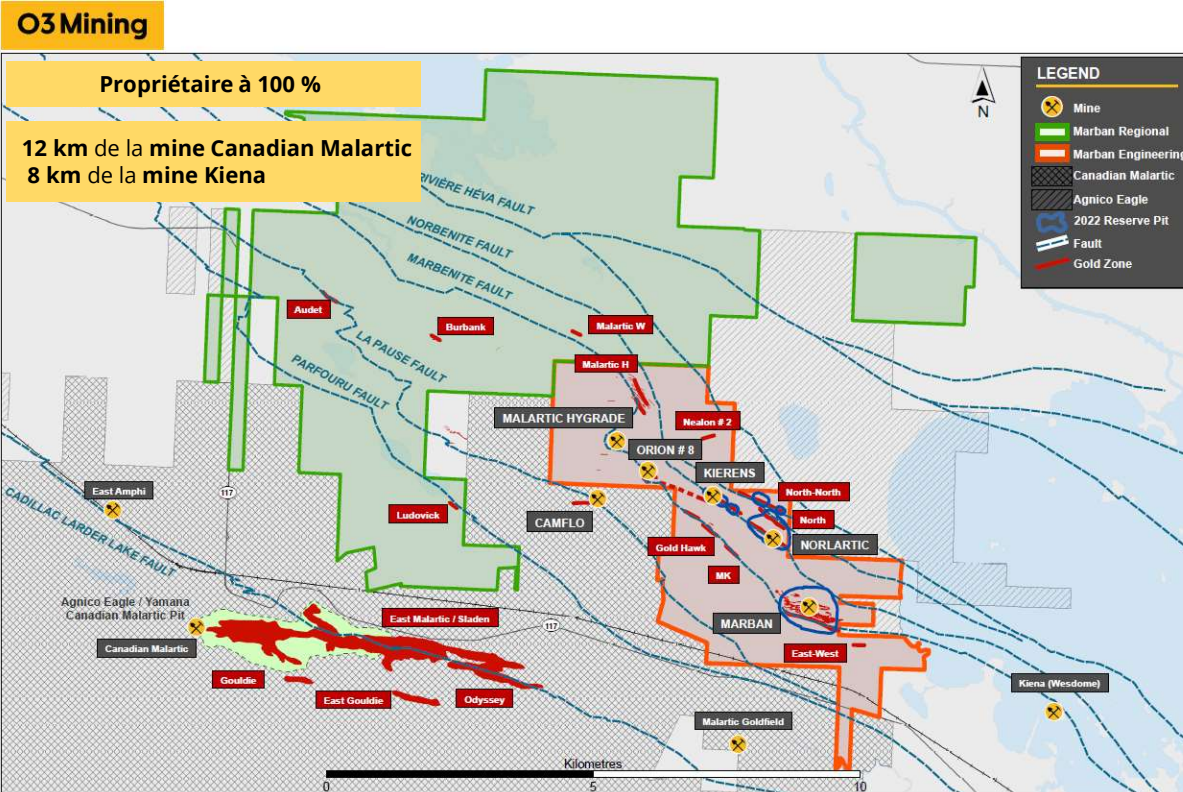 O3 Mining
Propriétaire à 100 %
12 km de la mine Canadian Malartic
8 km de la mine Kiena
N
LEGEND
Mine
Marban Regional
Marban Engineering
Canadian Malartic
Agnico Eagle
2022 Reserve Pit
Fault
Gold Zone
RIVIÈRE HÉVA FAULT
NORBENITE FAULT
MARBENITE FAULT
LA PAUSE FAULT
PARFOURU FAULT
CADILLAC LARDER LAKE FAULT
Audet
Burbank
Malartic W
Malartic H
MALARTIC HYGRADE
Nealon # 2
ORION # 8
KIERENS
East Amphi
117
North-North
Ludovick
CAMFLO
North
Gold Hawk
NORLARTIC
MK
Agnico Eagle / Yamana
Canadian Malartic Pit
East Malartic / Sladen
117
MARBAN
Canadian Malartic
East-West
Gouldie
East Gouldie
Odyssey
Kiena (Wesdome)
Malartic Goldfield
Kilometres
0
5
10